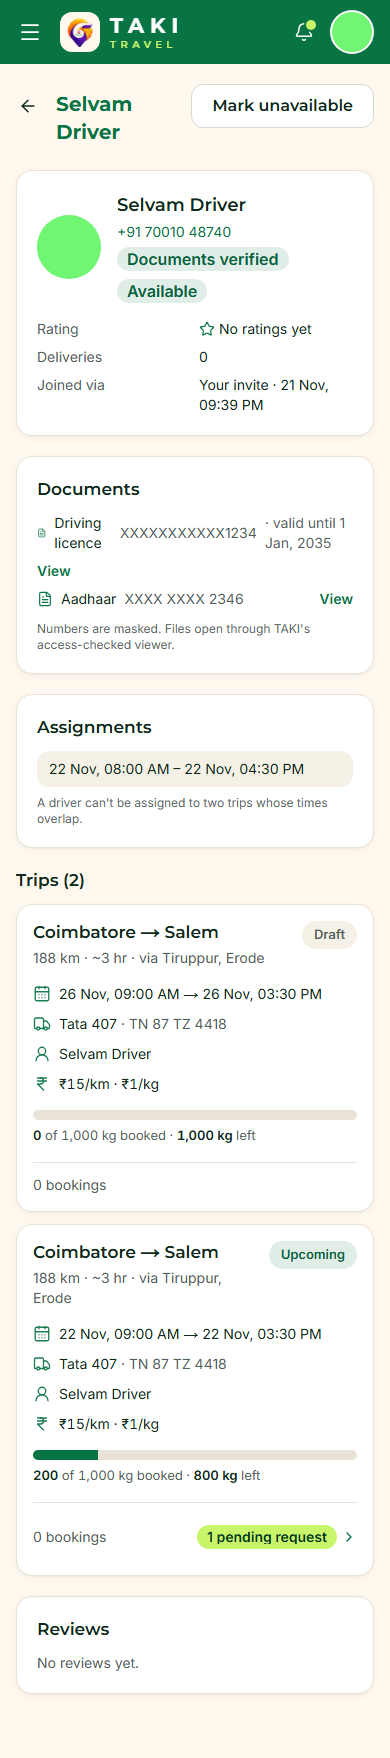 TAKI
TRAVEL
Selvam
Driver
Mark unavailable
Selvam Driver
+91 70010 48740
Documents verified
Available
Rating
No ratings yet
Deliveries
0
Joined via
Your invite · 21 Nov,
09:39 PM
Documents
Driving
licence
XXXXXXXXXXX1234
· valid until 1
Jan, 2035
View
Aadhaar XXXX XXXX 2346 View
Numbers are masked. Files open through TAKI's
access-checked viewer.
Assignments
22 Nov, 08:00 AM – 22 Nov, 04:30 PM
A driver can't be assigned to two trips whose times
overlap.
Trips (2)
Coimbatore → Salem
Draft
188 km · ~3 hr · via Tiruppur, Erode
26 Nov, 09:00 AM → 26 Nov, 03:30 PM
Tata 407 · TN 87 TZ 4418
Selvam Driver
₹15/km · ₹1/kg
0 of 1,000 kg booked · 1,000 kg left
0 bookings
Coimbatore → Salem
Upcoming
188 km · ~3 hr · via Tiruppur,
Erode
22 Nov, 09:00 AM → 22 Nov, 03:30 PM
Tata 407 · TN 87 TZ 4418
Selvam Driver
₹15/km · ₹1/kg
200 of 1,000 kg booked · 800 kg left
0 bookings
1 pending request
Reviews
No reviews yet.